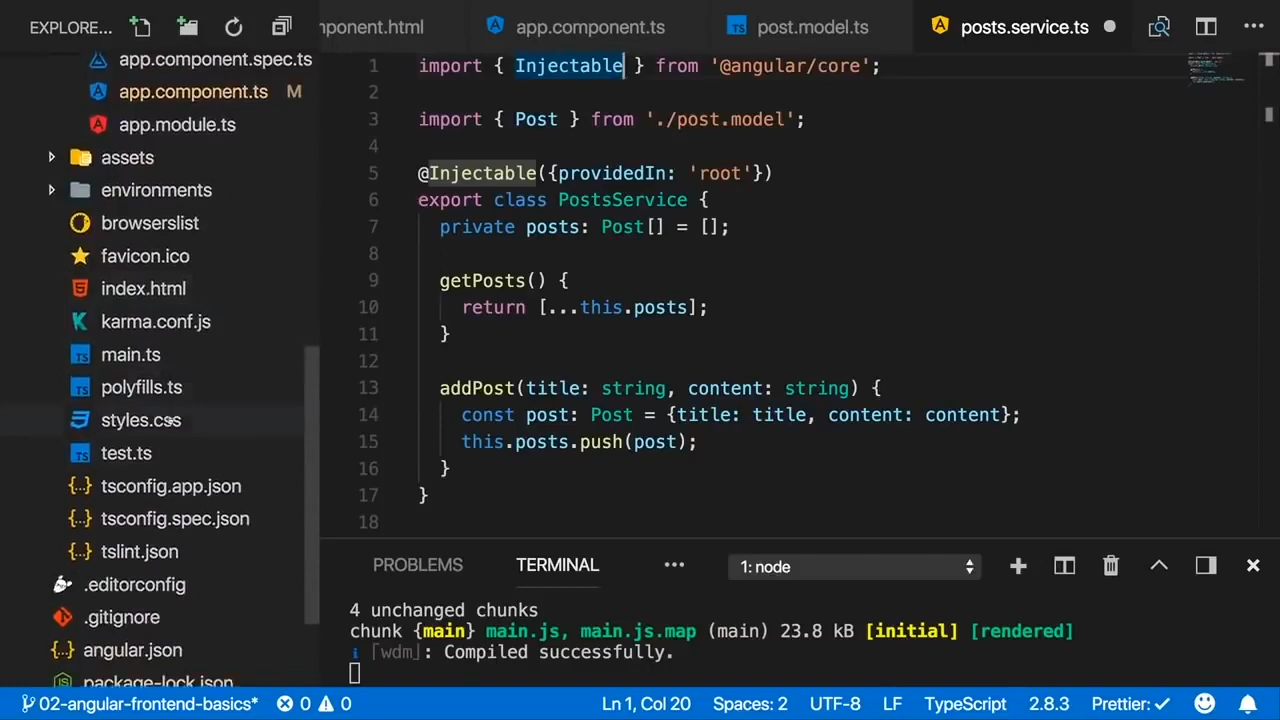 EXPLORE...
mponent.html
app.component.ts
post.model.ts
posts.service.ts
app.component.spec.ts
app.component.ts M
app.module.ts
assets
environments
browserslist
favicon.ico
index.html
karma.conf.js
main.ts
polyfills.ts
styles.css
test.ts
tsconfig.app.json
tsconfig.spec.json
tslint.json
.editorconfig
.gitignore
angular.json
package-lock.json
1 import { Injectable } from '@angular/core';
2
3 import { Post } from './post.model';
4
5 @Injectable({providedIn: 'root'})
6 export class PostsService {
7 private posts: Post[] = [];
8
9 getPosts() {
10 return [...this.posts];
11 }
12
13 addPost(title: string, content: string) {
14 const post: Post = {title: title, content: content};
15 this.posts.push(post);
16 }
17 }
18
PROBLEMS TERMINAL ... 1: node
4 unchanged chunks
chunk {main} main.js, main.js.map (main) 23.8 kB [initial] [rendered]
i ｢wdm｣: Compiled successfully.
02-angular-frontend-basics* 0 0 Ln 1, Col 20 Spaces: 2 UTF-8 LF TypeScript 2.8.3 Prettier: ✓